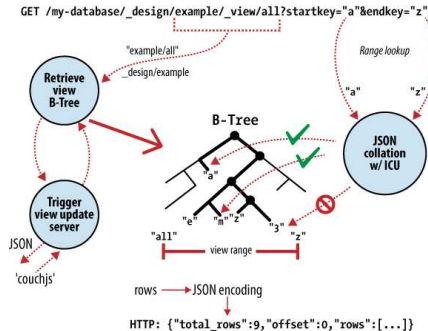 GET /my-database/_design/example/_view/all?startkey="a"&endkey="z"
"example/all"
_design/example
Range lookup
Retrieve
view
B-Tree
"a"
"z"
B-Tree
JSON
collation
w/ ICU
"a"
Trigger
view update
server
"e"
"m"
"z"
"3"
JSON
"all"
"z"
view range
'couchjs'
rows
JSON encoding
HTTP: {"total_rows":9,"offset":0,"rows":[...]}